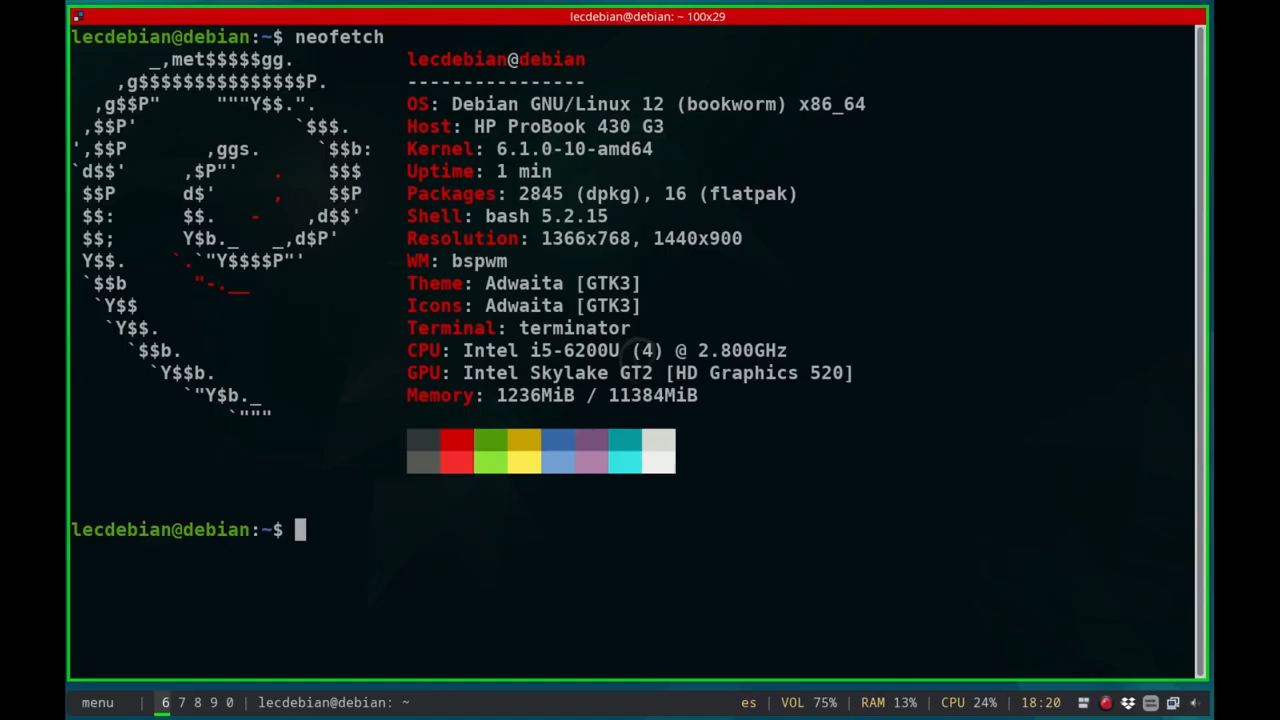 lecdebian@debian: ~ 100x29
lecdebian@debian:~$ neofetch
       _,met$$$$$gg.
    ,g$$$$$$$$$$$$$$$P.
  ,g$$P"     """Y$$.".
 ,$$P'              `$$$.
',$$P       ,ggs.     `$$b:
`d$$'     ,$P"'   .    $$$
 $$P      d$'     ,    $$P
 $$:      $$.   -    ,d$$'
 $$;      Y$b._   _,d$P'
 Y$$.    `.`"Y$$$$P"'
 `$$b      "-.__
  `Y$$
   `Y$$.
     `$$b.
       `Y$$b.
          `"Y$b._
              `"""
lecdebian@debian
----------------
OS: Debian GNU/Linux 12 (bookworm) x86_64
Host: HP ProBook 430 G3
Kernel: 6.1.0-10-amd64
Uptime: 1 min
Packages: 2845 (dpkg), 16 (flatpak)
Shell: bash 5.2.15
Resolution: 1366x768, 1440x900
WM: bspwm
Theme: Adwaita [GTK3]
Icons: Adwaita [GTK3]
Terminal: terminator
CPU: Intel i5-6200U (4) @ 2.800GHz
GPU: Intel Skylake GT2 [HD Graphics 520]
Memory: 1236MiB / 11384MiB
lecdebian@debian:~$
menu | 6 7 8 9 0 | lecdebian@debian: ~ es | VOL 75% | RAM 13% | CPU 24% | 18:20